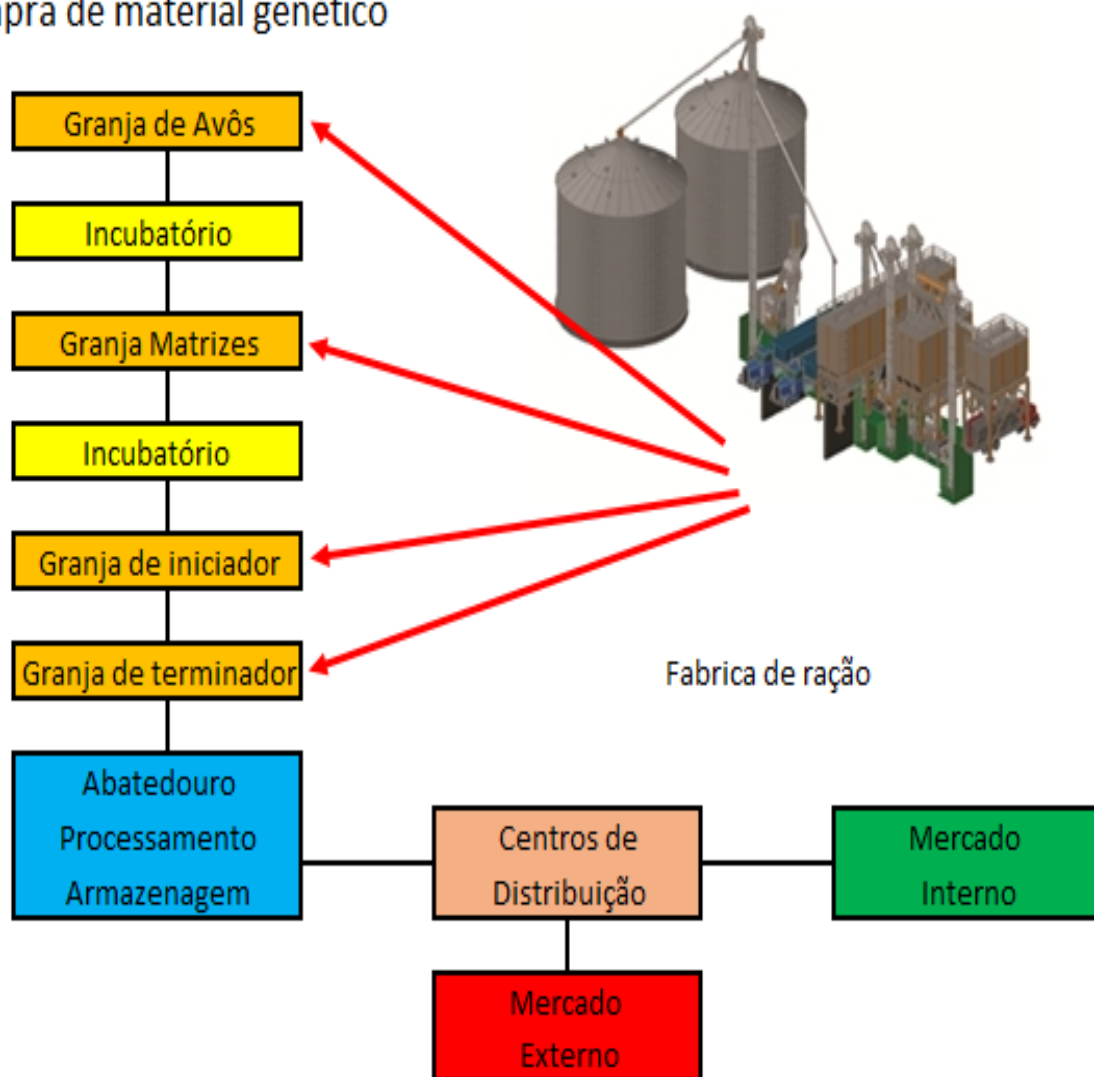 de material genético
Granja de Avôs
Incubatório
Granja Matrizes
Incubatório
Granja de iniciador
Granja de terminador
Fabrica de ração
Abatedouro
Processamento
Armazenagem
Centros de
Distribuição
Mercado
Interno
Mercado
Externo